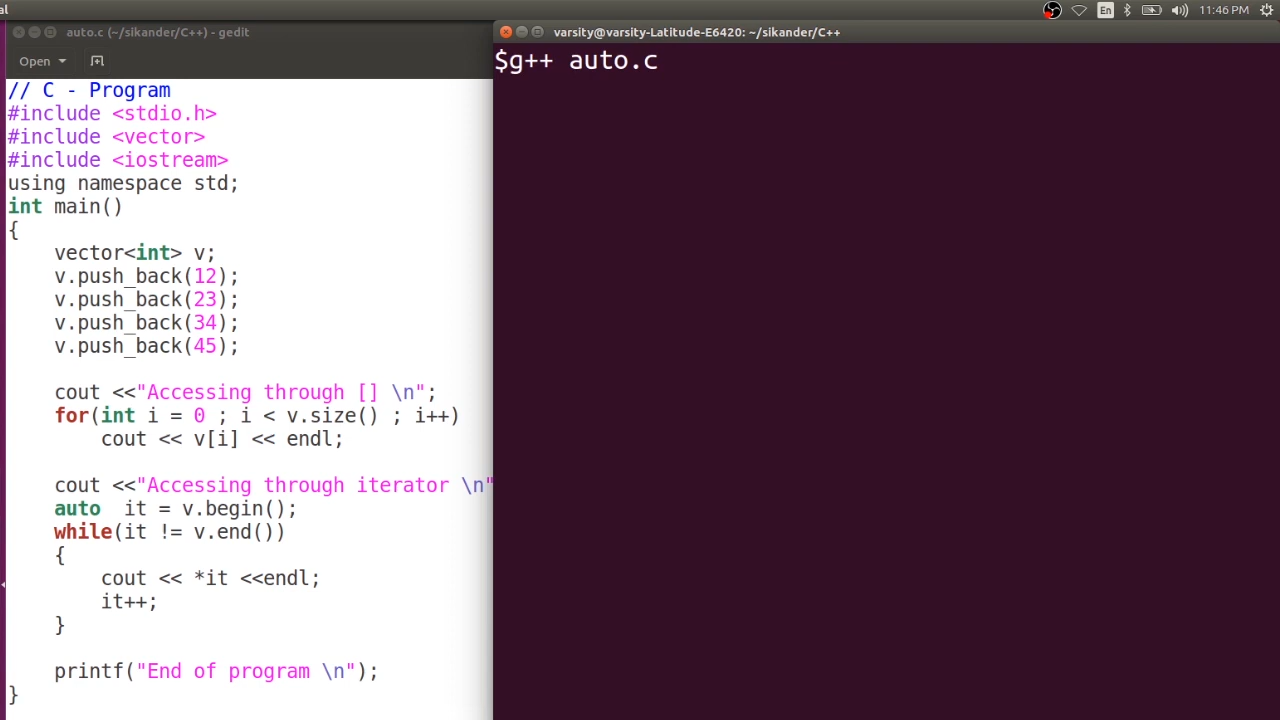 al
En
11:46 PM
auto.c (~/sikander/C++) - gedit
varsity@varsity-Latitude-E6420: ~/sikander/C++
Open
// C - Program
#include <stdio.h>
#include <vector>
#include <iostream>
using namespace std;
int main()
{
    vector<int> v;
    v.push_back(12);
    v.push_back(23);
    v.push_back(34);
    v.push_back(45);

    cout <<"Accessing through [] \n";
    for(int i = 0 ; i < v.size() ; i++)
        cout << v[i] << endl;

    cout <<"Accessing through iterator \n"
    auto  it = v.begin();
    while(it != v.end())
    {
        cout << *it <<endl;
        it++;
    }

    printf("End of program \n");
}
$g++ auto.c